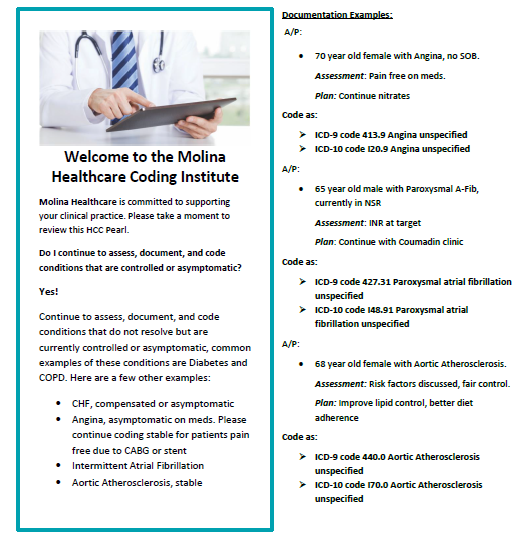 Welcome to the Molina
Healthcare Coding Institute
Molina Healthcare is committed to supporting
your clinical practice. Please take a moment to
review this HCC Pearl.
Do I continue to assess, document, and code
conditions that are controlled or asymptomatic?
Yes!
Continue to assess, document, and code
conditions that do not resolve but are
currently controlled or asymptomatic, common
examples of these conditions are Diabetes and
COPD. Here are a few other examples:
• CHF, compensated or asymptomatic
• Angina, asymptomatic on meds. Please
continue coding stable for patients pain
free due to CABG or stent
• Intermittent Atrial Fibrillation
• Aortic Atherosclerosis, stable
Documentation Examples:
A/P:
• 70 year old female with Angina, no SOB.
Assessment: Pain free on meds.
Plan: Continue nitrates
Code as:
➢ ICD-9 code 413.9 Angina unspecified
➢ ICD-10 code I20.9 Angina unspecified
A/P:
• 65 year old male with Paroxysmal A-Fib,
currently in NSR
Assessment: INR at target
Plan: Continue with Coumadin clinic
Code as:
➢ ICD-9 code 427.31 Paroxysmal atrial fibrillation
unspecified
➢ ICD-10 code I48.91 Paroxysmal atrial
fibrillation unspecified
A/P:
• 68 year old female with Aortic Atherosclerosis.
Assessment: Risk factors discussed, fair control.
Plan: Improve lipid control, better diet
adherence
Code as:
➢ ICD-9 code 440.0 Aortic Atherosclerosis
unspecified
➢ ICD-10 code I70.0 Aortic Atherosclerosis
unspecified